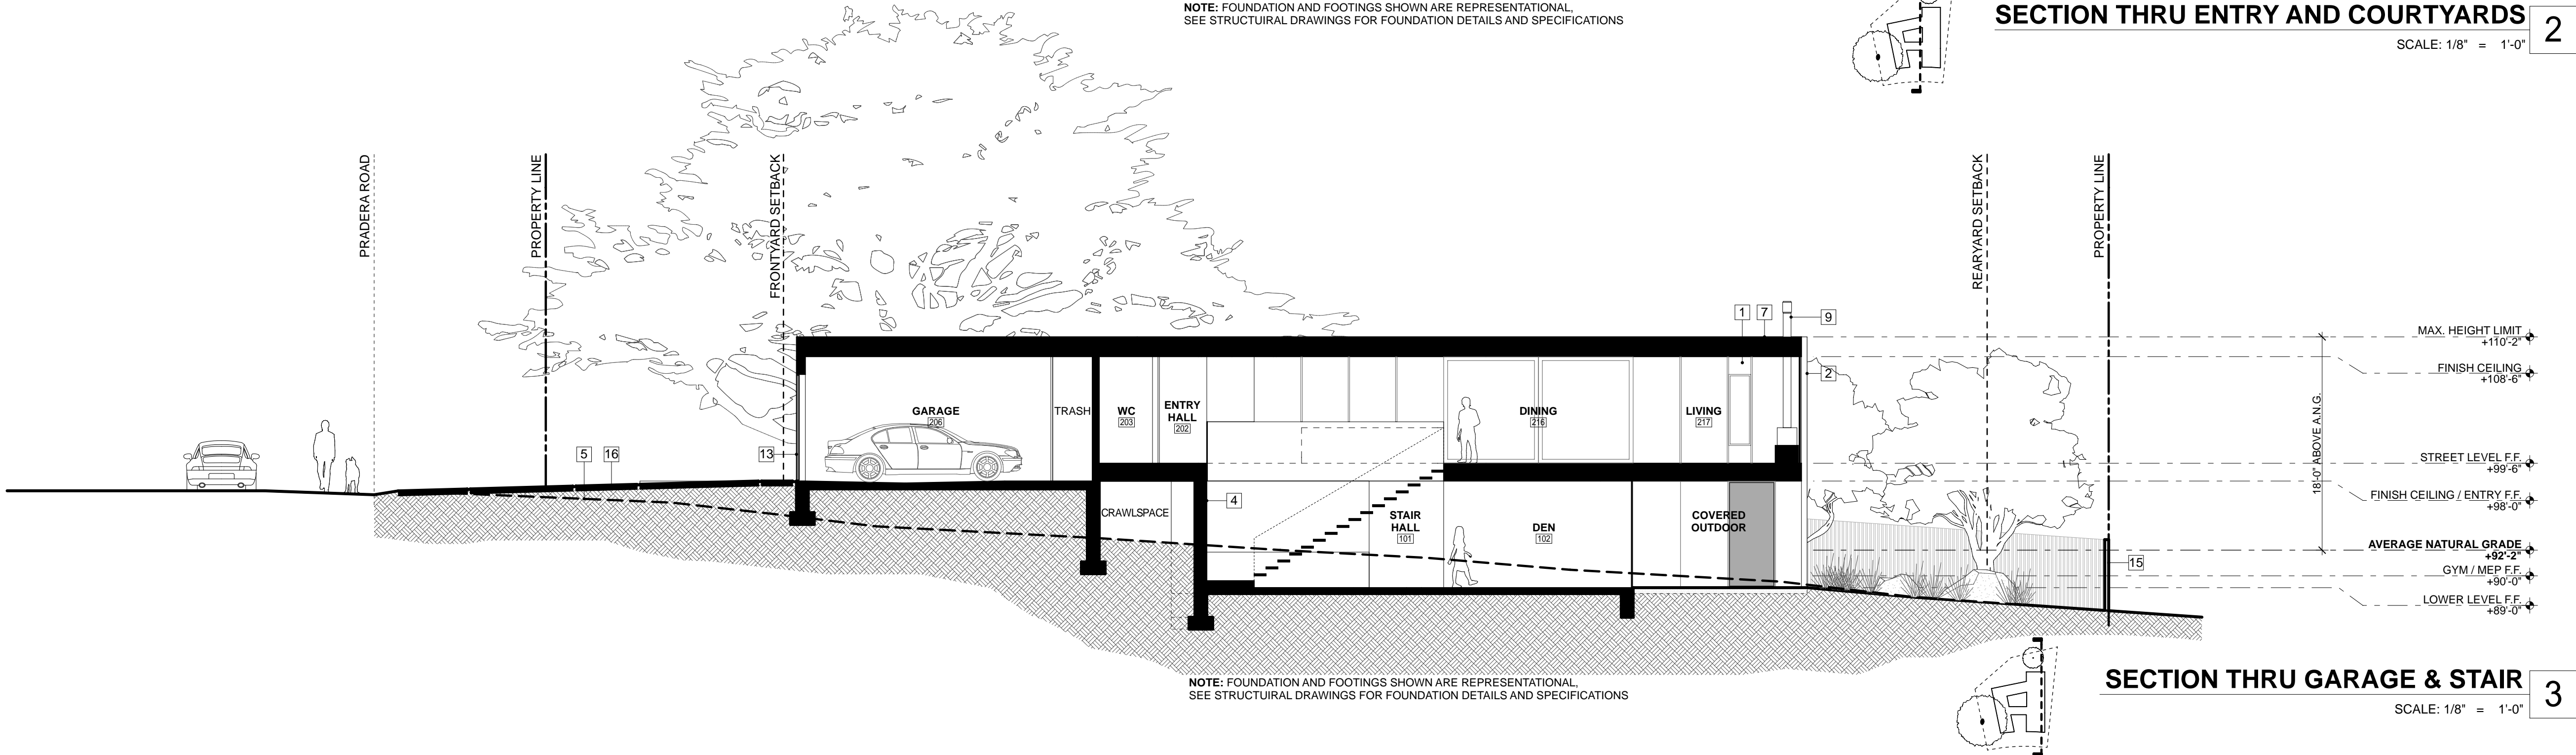 NOTE: FOUNDATION AND FOOTINGS SHOWN ARE REPRESENTATIONAL,
SEE STRUCTUIRAL DRAWINGS FOR FOUNDATION DETAILS AND SPECIFICATIONS
SECTION THRU ENTRY AND COURTYARDS
2
SCALE: 1/8" = 1'-0"
PRADERA ROAD
PROPERTY LINE
FRONTYARD SETBACK
REARYARD SETBACK
PROPERTY LINE
1
7
9
2
13
5
16
4
15
GARAGE
206
TRASH
WC
203
ENTRY
HALL
202
DINING
216
LIVING
217
CRAWLSPACE
STAIR
HALL
101
DEN
102
COVERED
OUTDOOR
18'-0" ABOVE A.N.G.
MAX. HEIGHT LIMIT
+110'-2"
FINISH CEILING
+108'-6"
STREET LEVEL F.F.
+99'-6"
FINISH CEILING / ENTRY F.F.
+98'-0"
AVERAGE NATURAL GRADE
+92'-2"
GYM / MEP F.F.
+90'-0"
LOWER LEVEL F.F.
+89'-0"
NOTE: FOUNDATION AND FOOTINGS SHOWN ARE REPRESENTATIONAL,
SEE STRUCTUIRAL DRAWINGS FOR FOUNDATION DETAILS AND SPECIFICATIONS
SECTION THRU GARAGE & STAIR
3
SCALE: 1/8" = 1'-0"